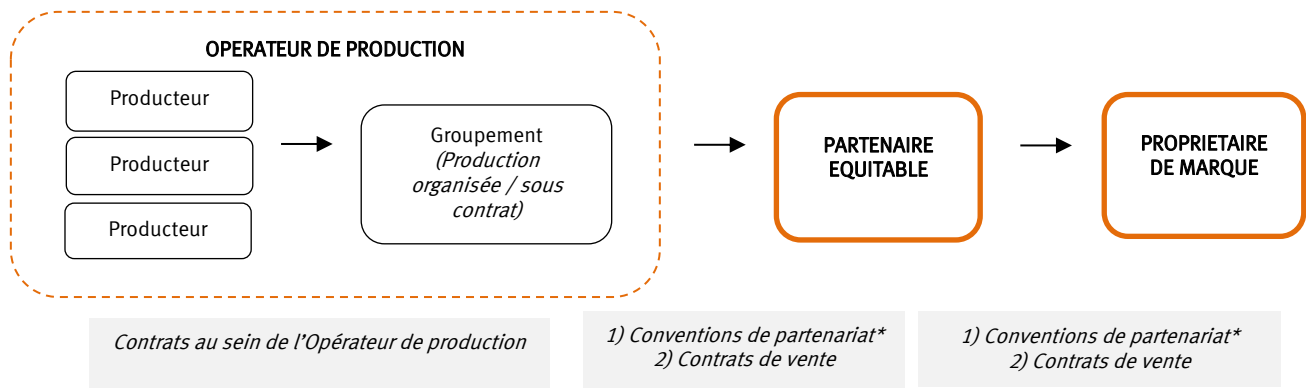 OPERATEUR DE PRODUCTION
Producteur
Producteur
Producteur
Groupement
(Production
organisée / sous
contrat)
PARTENAIRE
EQUITABLE
PROPRIETAIRE
DE MARQUE
Contrats au sein de l'Opérateur de production
1) Conventions de partenariat*
2) Contrats de vente
1) Conventions de partenariat*
2) Contrats de vente